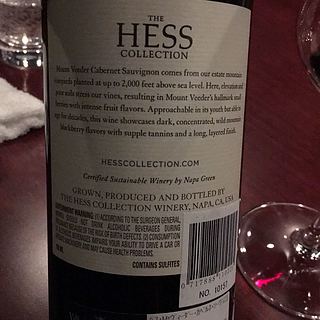 THE
HESS
COLLECTION
Mount Veeder Cabernet Sauvignon comes from our estate mountain
vineyards planted at up to 2,000 feet above sea level. Here, elevation and
poor soils stress our vines, resulting in Mount Veeder's hallmark small
berries with intense fruit flavors. Approachable in its youth but able to
age for decades, this wine showcases dark, concentrated, wild mountain
blackberry flavors with supple tannins and a long, layered finish.
HESSCOLLECTION.COM
Certified Sustainable Winery by Napa Green
GROWN, PRODUCED AND BOTTLED BY
THE HESS COLLECTION WINERY, NAPA, CA, USA
GOVERNMENT WARNING: (1) ACCORDING TO THE SURGEON GENERAL,
WOMEN SHOULD NOT DRINK ALCOHOLIC BEVERAGES DURING
PREGNANCY BECAUSE OF THE RISK OF BIRTH DEFECTS. (2) CONSUMPTION
OF ALCOHOLIC BEVERAGES IMPAIRS YOUR ABILITY TO DRIVE A CAR OR
OPERATE MACHINERY, AND MAY CAUSE HEALTH PROBLEMS.
CONTAINS SULFITES
NO. 10157